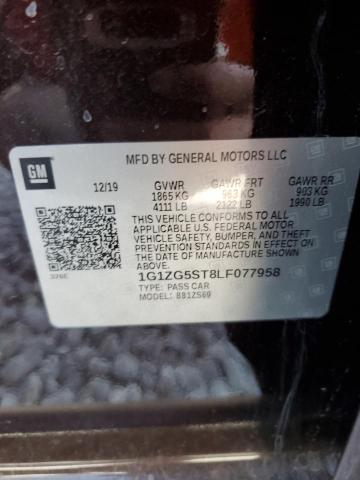 MFD BY GENERAL MOTORS LLC
GM
12/19 GVWR GAWR FRT GAWR RR
1865 KG 963 KG 903 KG
4111 LB 2122 LB 1990 LB
THIS VEHICLE CONFORMS TO ALL
APPLICABLE U.S. FEDERAL MOTOR
VEHICLE SAFETY, BUMPER, AND THEFT
PREVENTION STANDARDS IN EFFECT ON
THE DATE OF MANUFACTURE SHOWN
ABOVE.
1G1ZG5ST8LF077958
TYPE: PASS CAR
MODEL: BB1ZS69